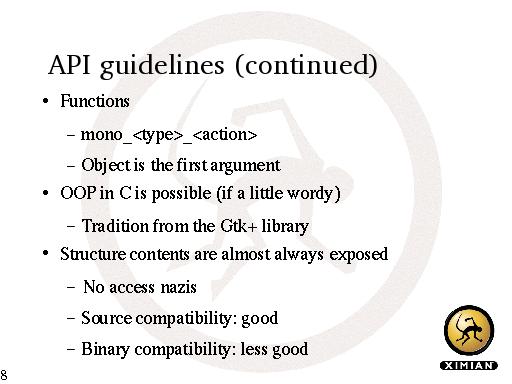 API guidelines (continued)
• Functions
– mono_<type>_<action>
– Object is the first argument
• OOP in C is possible (if a little wordy)
– Tradition from the Gtk+ library
• Structure contents are almost always exposed
– No access nazis
– Source compatibility: good
– Binary compatibility: less good
XIMIAN
8